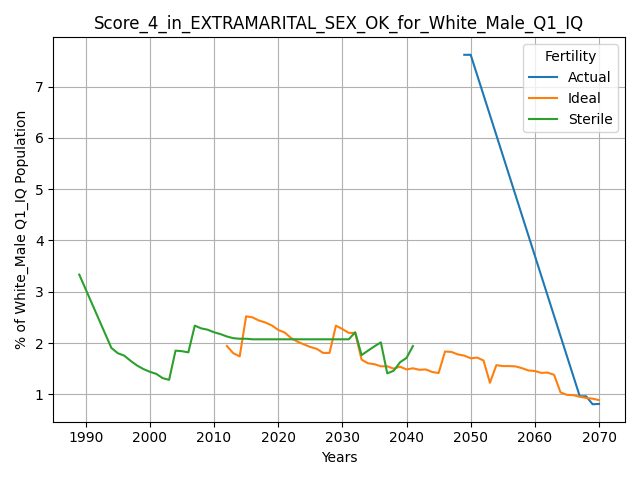 Score_4_in_EXTRAMARITAL_SEX_OK_for_White_Male_Q1_IQ
Fertility
Actual
Ideal
Sterile
% of White_Male Q1_IQ Population
7
6
5
4
3
2
1
1990 2000 2010 2020 2030 2040 2050 2060 2070
Years